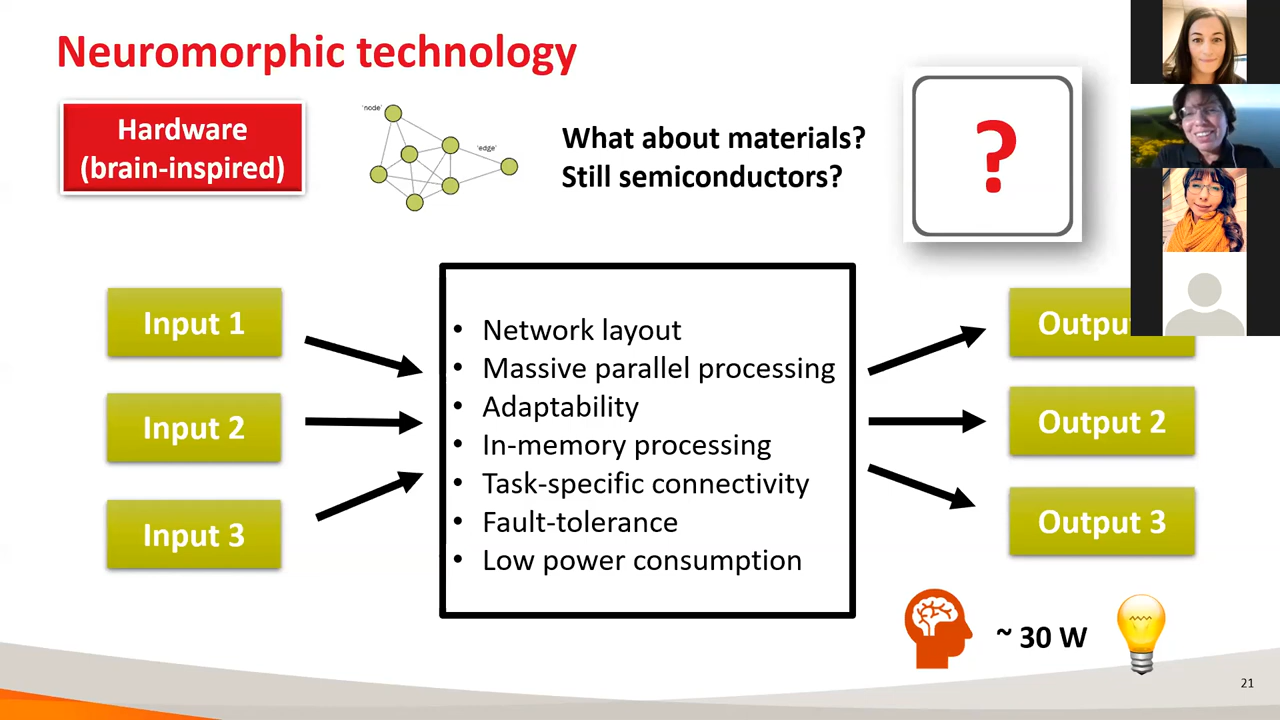 Neuromorphic technology
Hardware
(brain-inspired)
'node'
'edge'
What about materials?
Still semiconductors?
?
Input 1
Input 2
Input 3
• Network layout
• Massive parallel processing
• Adaptability
• In-memory processing
• Task-specific connectivity
• Fault-tolerance
• Low power consumption
Output 2
Output 3
~ 30 W
21